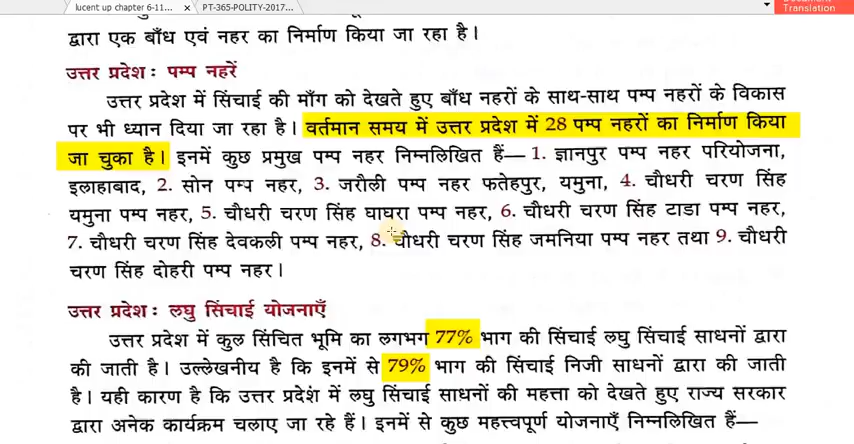 lucent up chapter 6-11... × PT-365-POLITY-2017...
Translation
द्वारा एक बाँध एवं नहर का निर्माण किया जा रहा है।
उत्तर प्रदेश: पम्प नहरें
उत्तर प्रदेश में सिंचाई की माँग को देखते हुए बाँध नहरों के साथ-साथ पम्प नहरों के विकास
पर भी ध्यान दिया जा रहा है। वर्तमान समय में उत्तर प्रदेश में 28 पम्प नहरों का निर्माण किया
जा चुका है। इनमें कुछ प्रमुख पम्प नहर निम्नलिखित हैं— 1. ज्ञानपुर पम्प नहर परियोजना,
इलाहाबाद, 2. सोन पम्प नहर, 3. जरौली पम्प नहर फतेहपुर, यमुना, 4. चौधरी चरण सिंह
यमुना पम्प नहर, 5. चौधरी चरण सिंह घाघरा पम्प नहर, 6. चौधरी चरण सिंह टाडा पम्प नहर,
7. चौधरी चरण सिंह देवकली पम्प नहर, 8. चौधरी चरण सिंह जमनिया पम्प नहर तथा 9. चौधरी
चरण सिंह दोहरी पम्प नहर।
उत्तर प्रदेश: लघु सिंचाई योजनाएँ
उत्तर प्रदेश में कुल सिंचित भूमि का लगभग 77% भाग की सिंचाई लघु सिंचाई साधनों द्वारा
की जाती है। उल्लेखनीय है कि इनमें से 79% भाग की सिंचाई निजी साधनों द्वारा की जाती
है। यही कारण है कि उत्तर प्रदेश में लघु सिंचाई साधनों की महत्ता को देखते हुए राज्य सरकार
द्वारा अनेक कार्यक्रम चलाए जा रहे हैं। इनमें से कुछ महत्त्वपूर्ण योजनाएँ निम्नलिखित हैं—